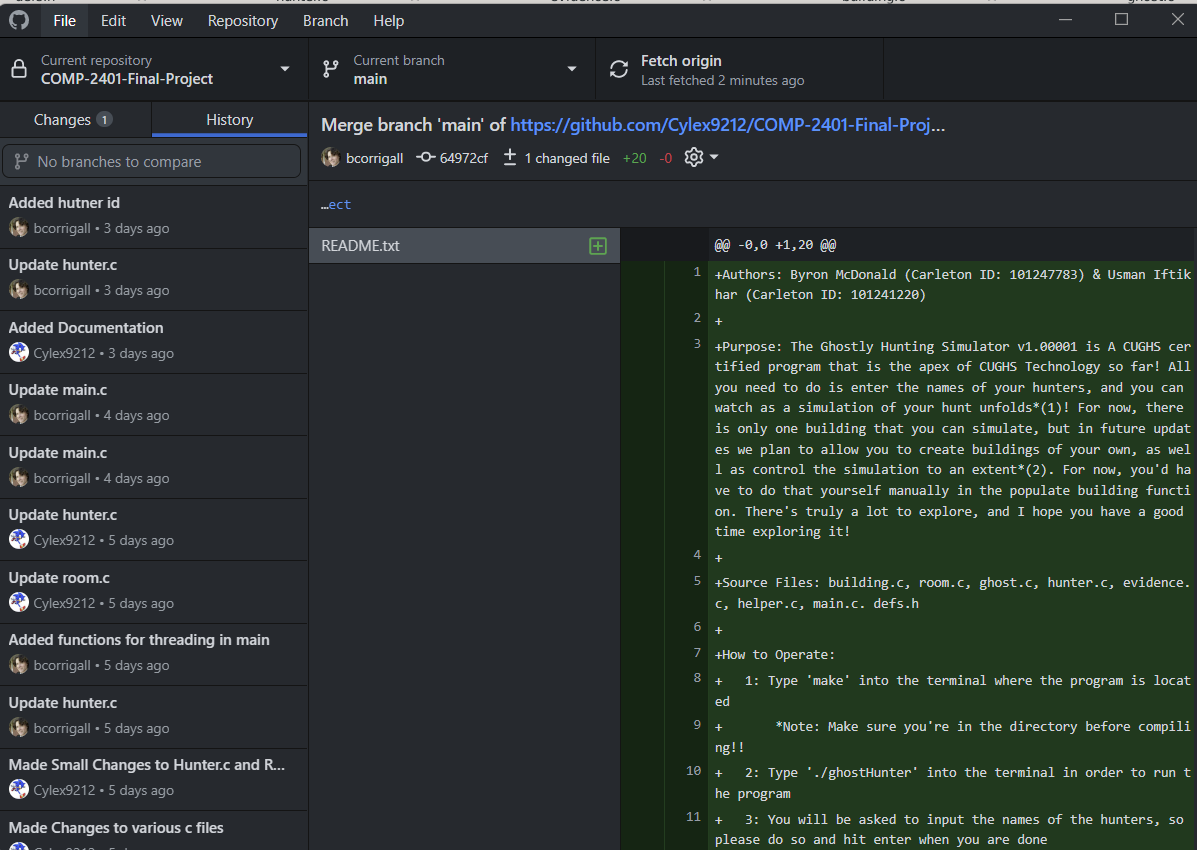 File Edit View Repository Branch Help
Current repository
COMP-2401-Final-Project
Current branch
main
Fetch origin
Last fetched 2 minutes ago
Changes 1
History
No branches to compare
Added hutner id
bcorrigall • 3 days ago
Update hunter.c
bcorrigall • 3 days ago
Added Documentation
Cylex9212 • 3 days ago
Update main.c
bcorrigall • 4 days ago
Update main.c
bcorrigall • 4 days ago
Update hunter.c
Cylex9212 • 5 days ago
Update room.c
Cylex9212 • 5 days ago
Added functions for threading in main
bcorrigall • 5 days ago
Update hunter.c
bcorrigall • 5 days ago
Made Small Changes to Hunter.c and R...
Cylex9212 • 5 days ago
Made Changes to various c files
Merge branch 'main' of https://github.com/Cylex9212/COMP-2401-Final-Proj...
bcorrigall 64972cf 1 changed file +20 -0
…ect
README.txt
@@ -0,0 +1,20 @@
1 +Authors: Byron McDonald (Carleton ID: 101247783) & Usman Iftik
har (Carleton ID: 101241220)
2 +
3 +Purpose: The Ghostly Hunting Simulator v1.00001 is A CUGHS cer
tified program that is the apex of CUGHS Technology so far! All
you need to do is enter the names of your hunters, and you can
watch as a simulation of your hunt unfolds*(1)! For now, there
is only one building that you can simulate, but in future updat
es we plan to allow you to create buildings of your own, as wel
l as control the simulation to an extent*(2). For now, you'd ha
ve to do that yourself manually in the populate building functi
on. There's truly a lot to explore, and I hope you have a good
time exploring it!
4 +
5 +Source Files: building.c, room.c, ghost.c, hunter.c, evidence.
c, helper.c, main.c. defs.h
6 +
7 +How to Operate:
8 + 1: Type 'make' into the terminal where the program is locat
ed
9 + *Note: Make sure you're in the directory before compili
ng!!
10 + 2: Type './ghostHunter' into the terminal in order to run t
he program
11 + 3: You will be asked to input the names of the hunters, so
please do so and hit enter when you are done